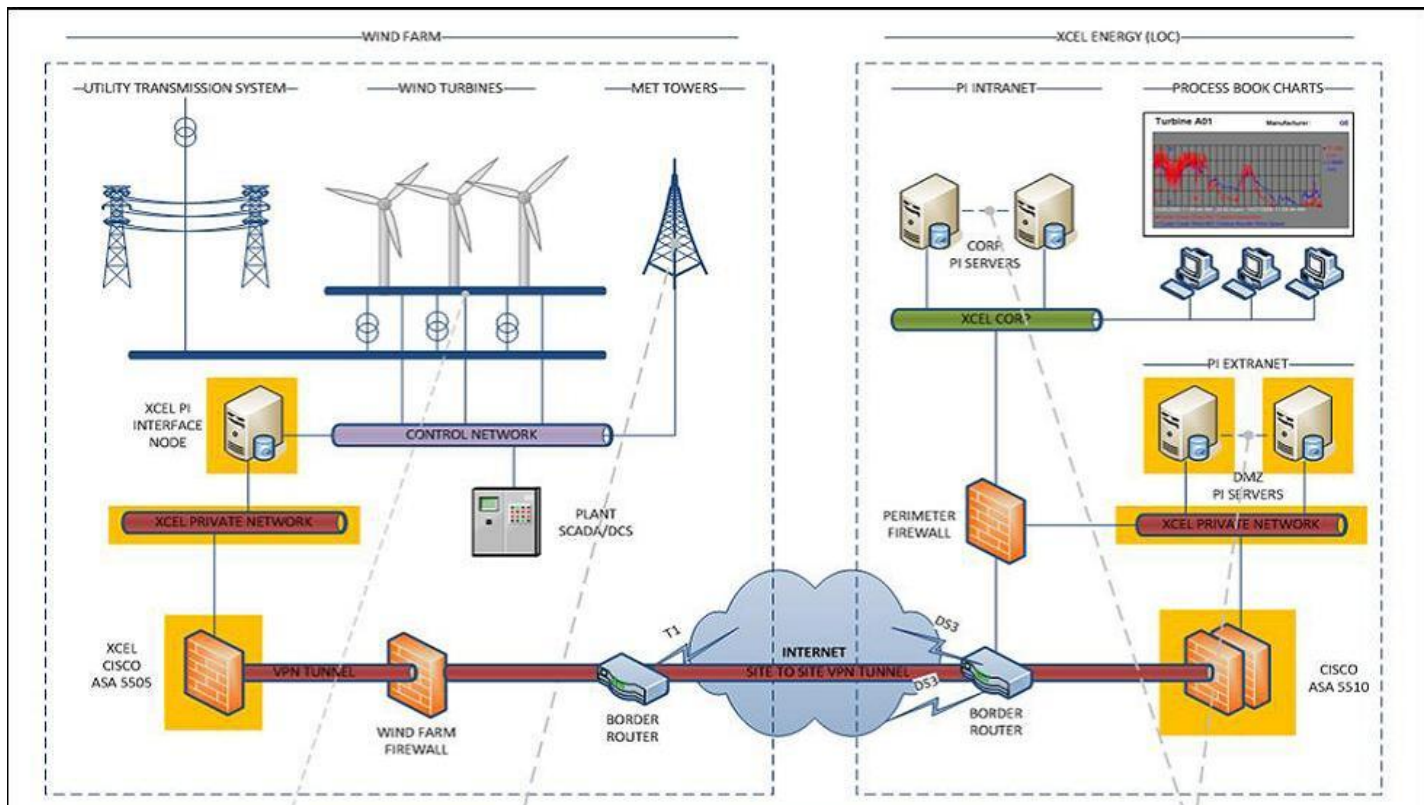 WIND FARM
XCEL ENERGY (LOC)
UTILITY TRANSMISSION SYSTEM
WIND TURBINES
MET TOWERS
PI INTRANET
PROCESS BOOK CHARTS
Turbine A01
Manufacturer
GE
CORP.
PI SERVERS
XCEL CORP
PI EXTRANET
XCEL PI
INTERFACE
NODE
CONTROL NETWORK
DMZ
PI SERVERS
XCEL PRIVATE NETWORK
PLANT
SCADA/DCS
PERIMETER
FIREWALL
XCEL PRIVATE NETWORK
XCEL
CISCO
ASA 5505
VPN TUNNEL
WIND FARM
FIREWALL
T1
BORDER
ROUTER
INTERNET
SITE TO SITE VPN TUNNEL
DS3
DS3
BORDER
ROUTER
CISCO
ASA 5510